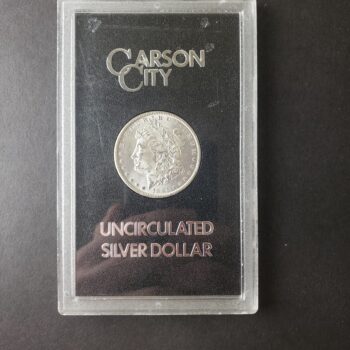 CARSON
CITY
UNCIRCULATED
SILVER DOLLAR